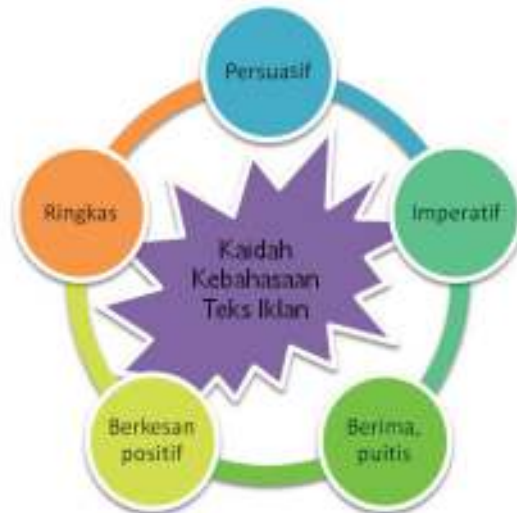 Persuasif
Ringkas
Imperatif
Kaidah
Kebahasaan
Teks Iklan
Berkesan
positif
Berima,
puitis